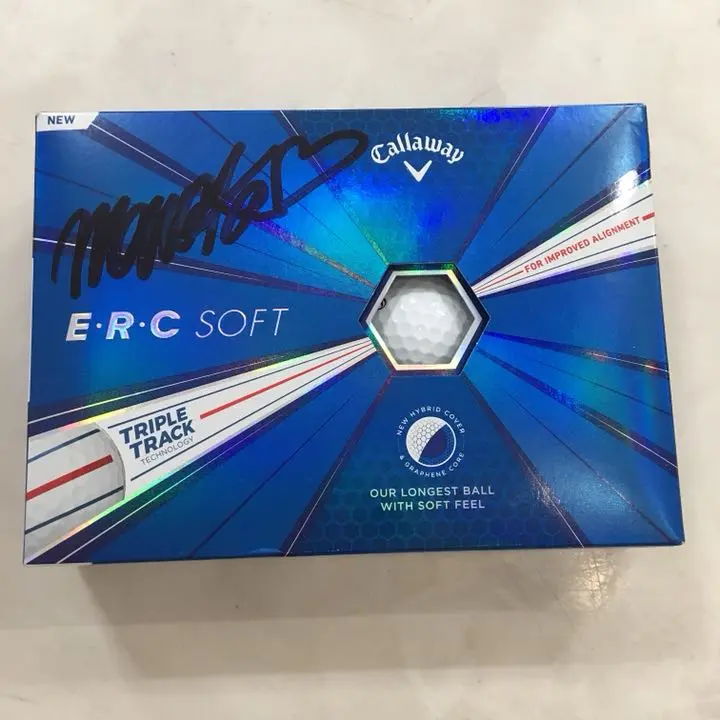 NEW
Callaway
FOR IMPROVED ALIGNMENT
E·R·C SOFT
TRIPLE
TRACK
TECHNOLOGY
NEW HYBRID COVER
& GRAPHENE CORE
OUR LONGEST BALL
WITH SOFT FEEL